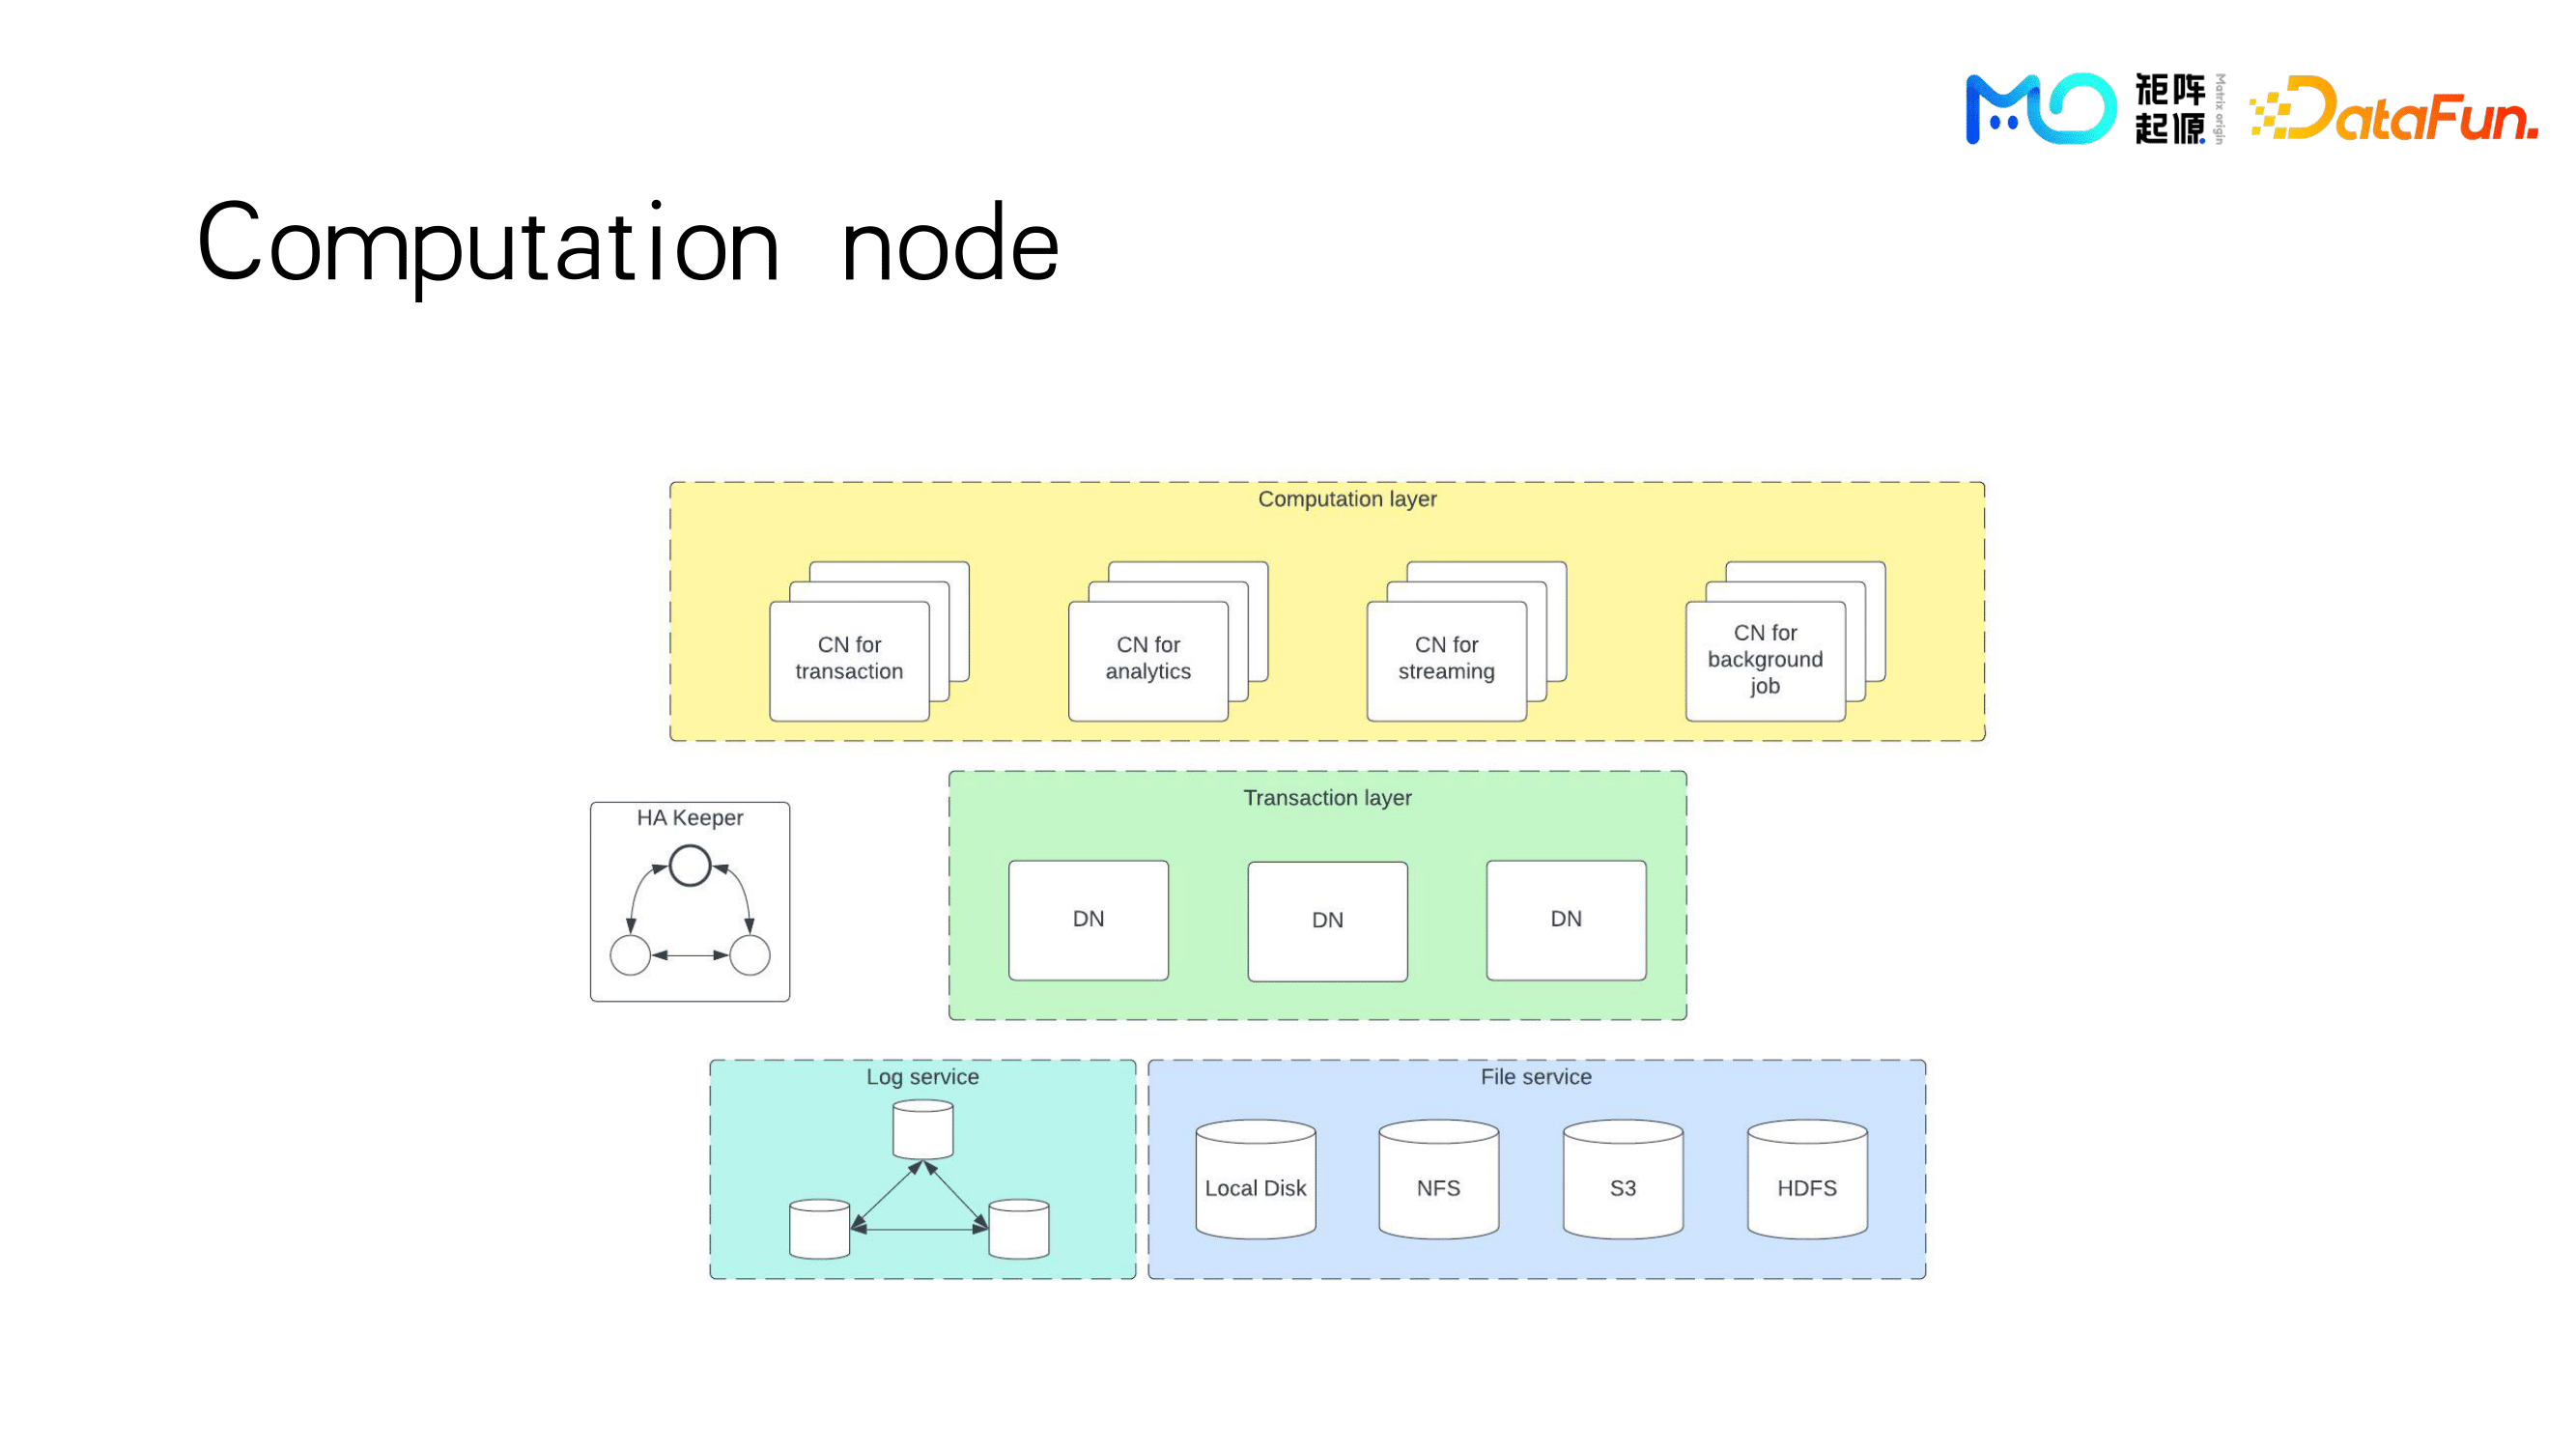 矩阵
起源
Matrix origin
DataFun.
Computation node
Computation layer
CN for
transaction
CN for
analytics
CN for
streaming
CN for
background
job
HA Keeper
Transaction layer
DN
DN
DN
Log service
File service
Local Disk
NFS
S3
HDFS